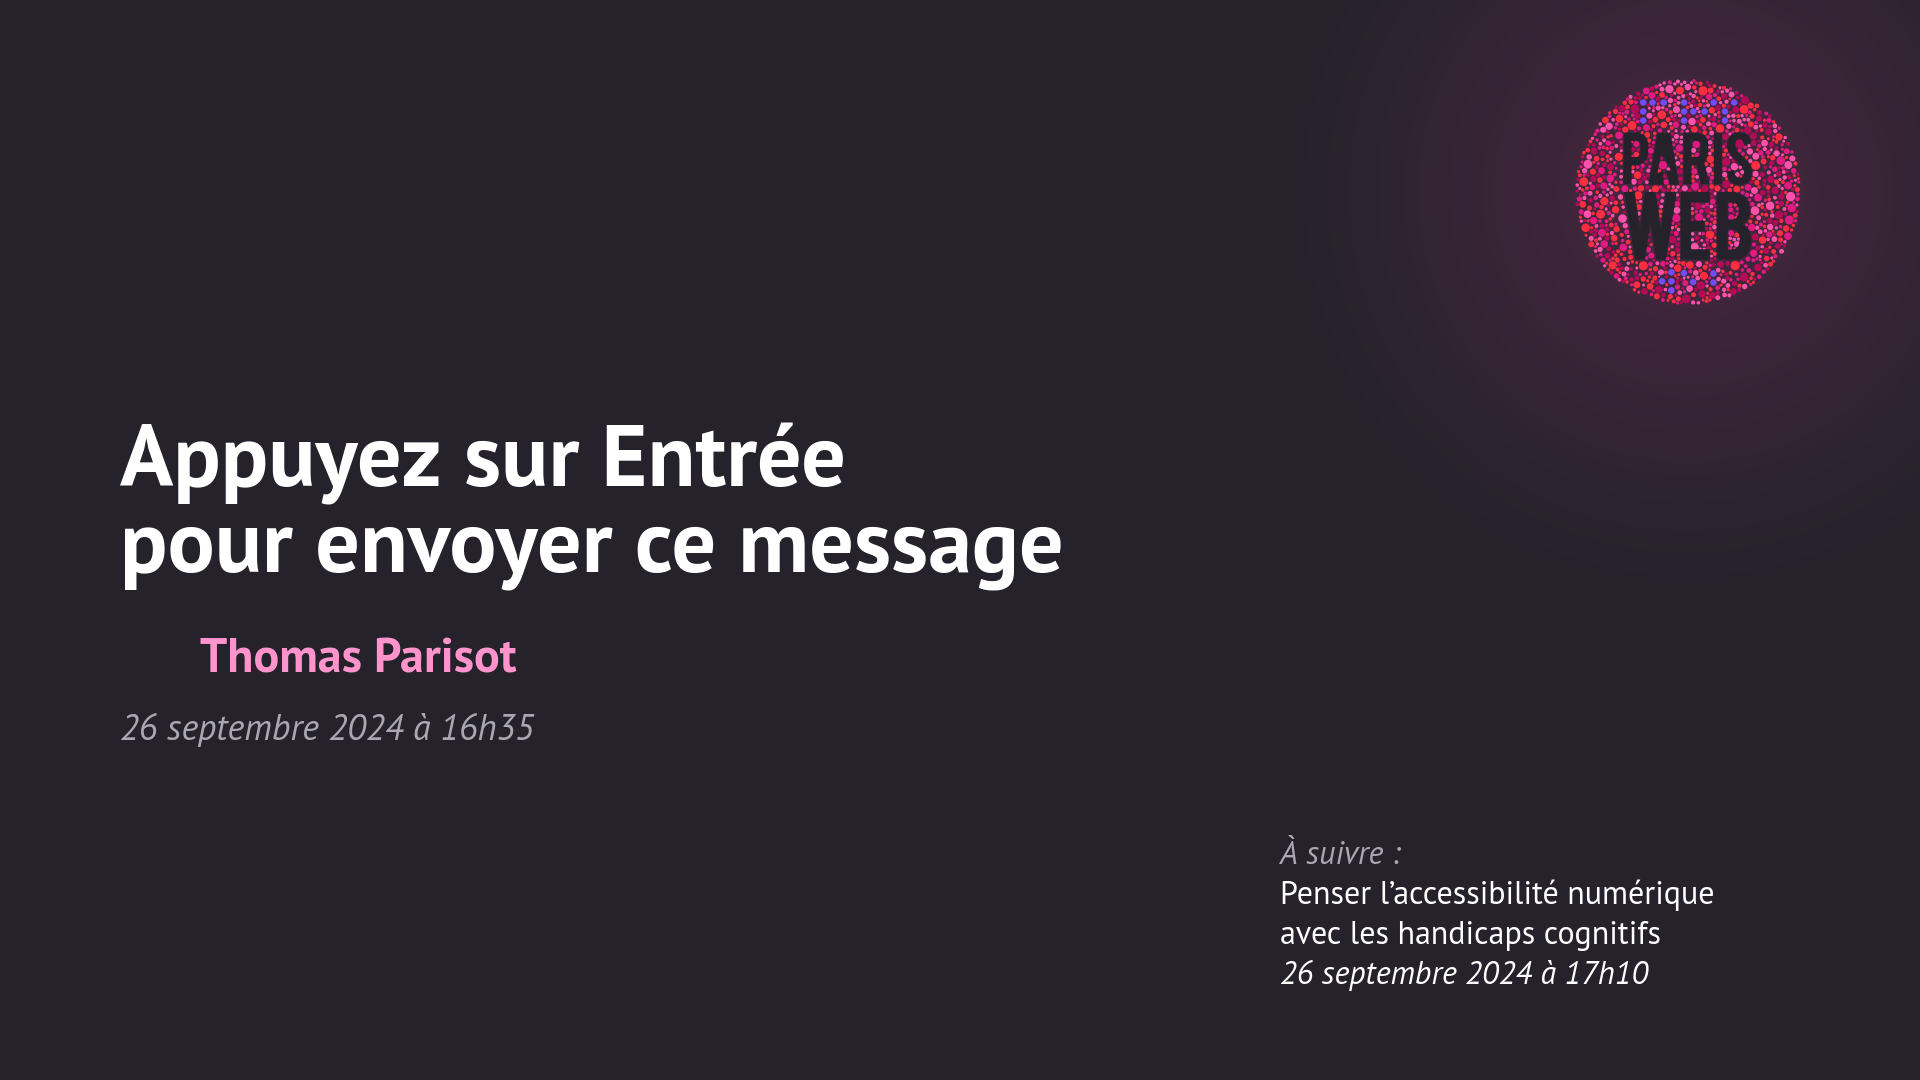 PARIS
WEB
Appuyez sur Entrée
pour envoyer ce message
Thomas Parisot
26 septembre 2024 à 16h35
À suivre :
Penser l’accessibilité numérique
avec les handicaps cognitifs
26 septembre 2024 à 17h10